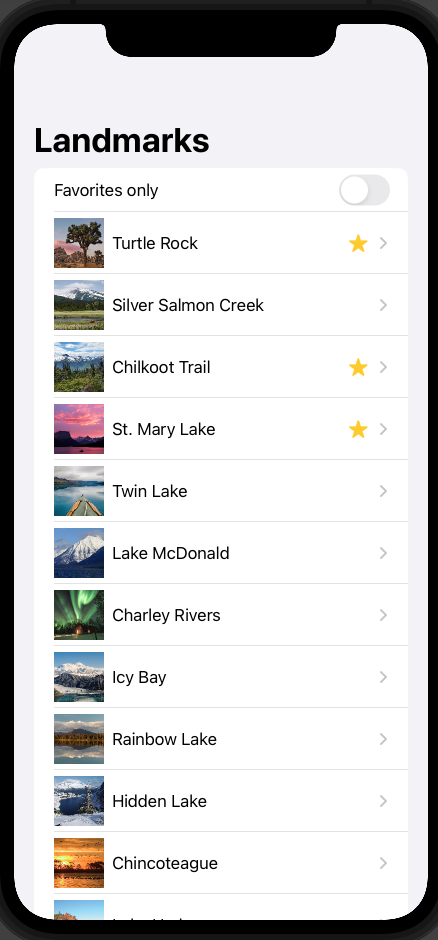 Landmarks
Favorites only
Turtle Rock
Silver Salmon Creek
Chilkoot Trail
St. Mary Lake
Twin Lake
Lake McDonald
Charley Rivers
Icy Bay
Rainbow Lake
Hidden Lake
Chincoteague